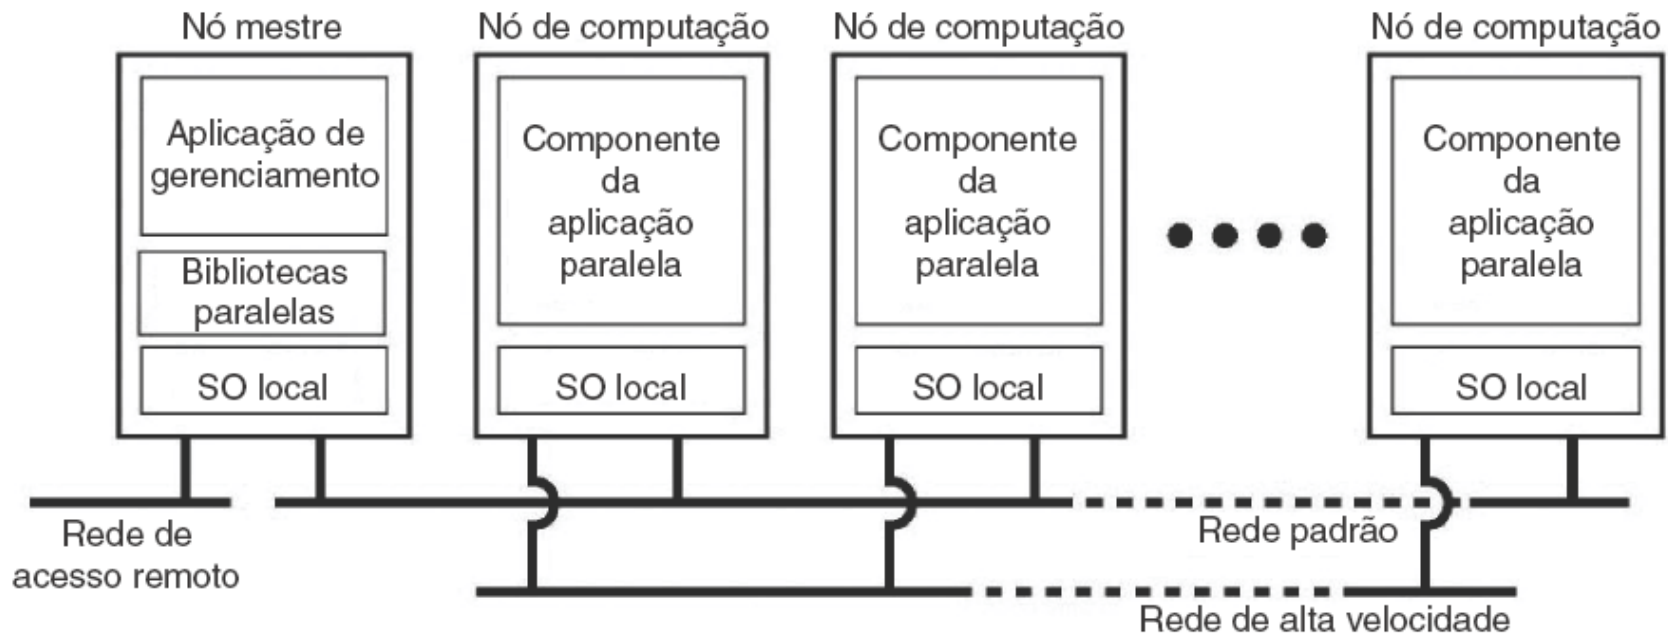 Nó mestre
Nó de computação
Nó de computação
Nó de computação
Aplicação de
gerenciamento
Bibliotecas
paralelas
SO local
Componente
da
aplicação
paralela
SO local
Componente
da
aplicação
paralela
SO local
Componente
da
aplicação
paralela
SO local
Rede de
acesso remoto
Rede padrão
Rede de alta velocidade